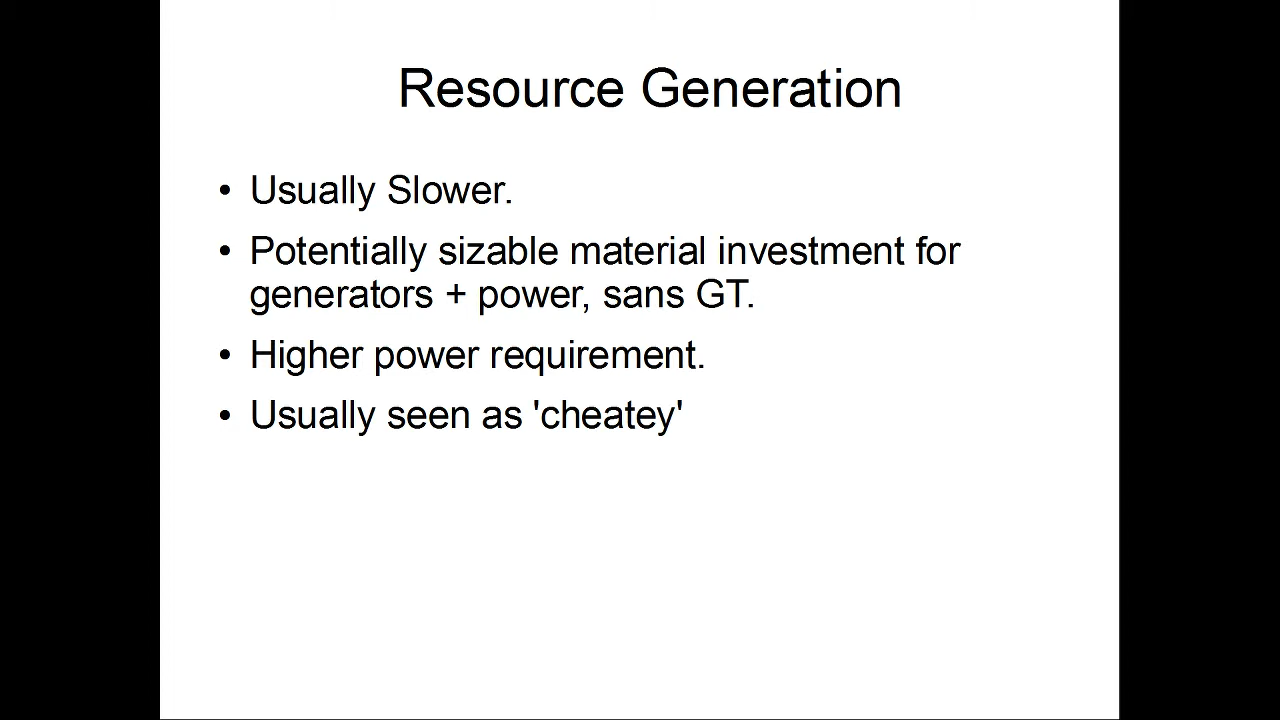 Resource Generation
• Usually Slower.
• Potentially sizable material investment for
generators + power, sans GT.
• Higher power requirement.
• Usually seen as 'cheatey'